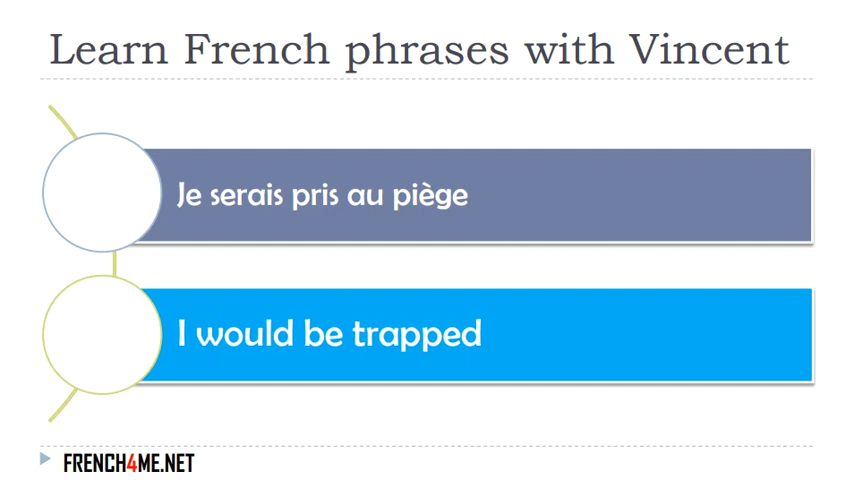 Learn French phrases with Vincent
Je serais pris au piège
I would be trapped
FRENCH4ME.NET